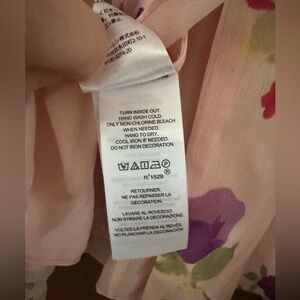 TURN INSIDE OUT.
HAND WASH COLD.
ONLY NON-CHLORINE BLEACH
WHEN NEEDED.
HANG TO DRY.
COOL IRON IF NEEDED.
DO NOT IRON DECORATION.
n°1529
RETOURNER.
NE PAS REPASSER LA
DÉCORATION.
LAVARE AL ROVESCIO.
NON STIRARE LA DECORAZIONE.
VOLTEE LA PRENDA DEL REVÉS.
NO PLANCHAR LA DECORACIÓN